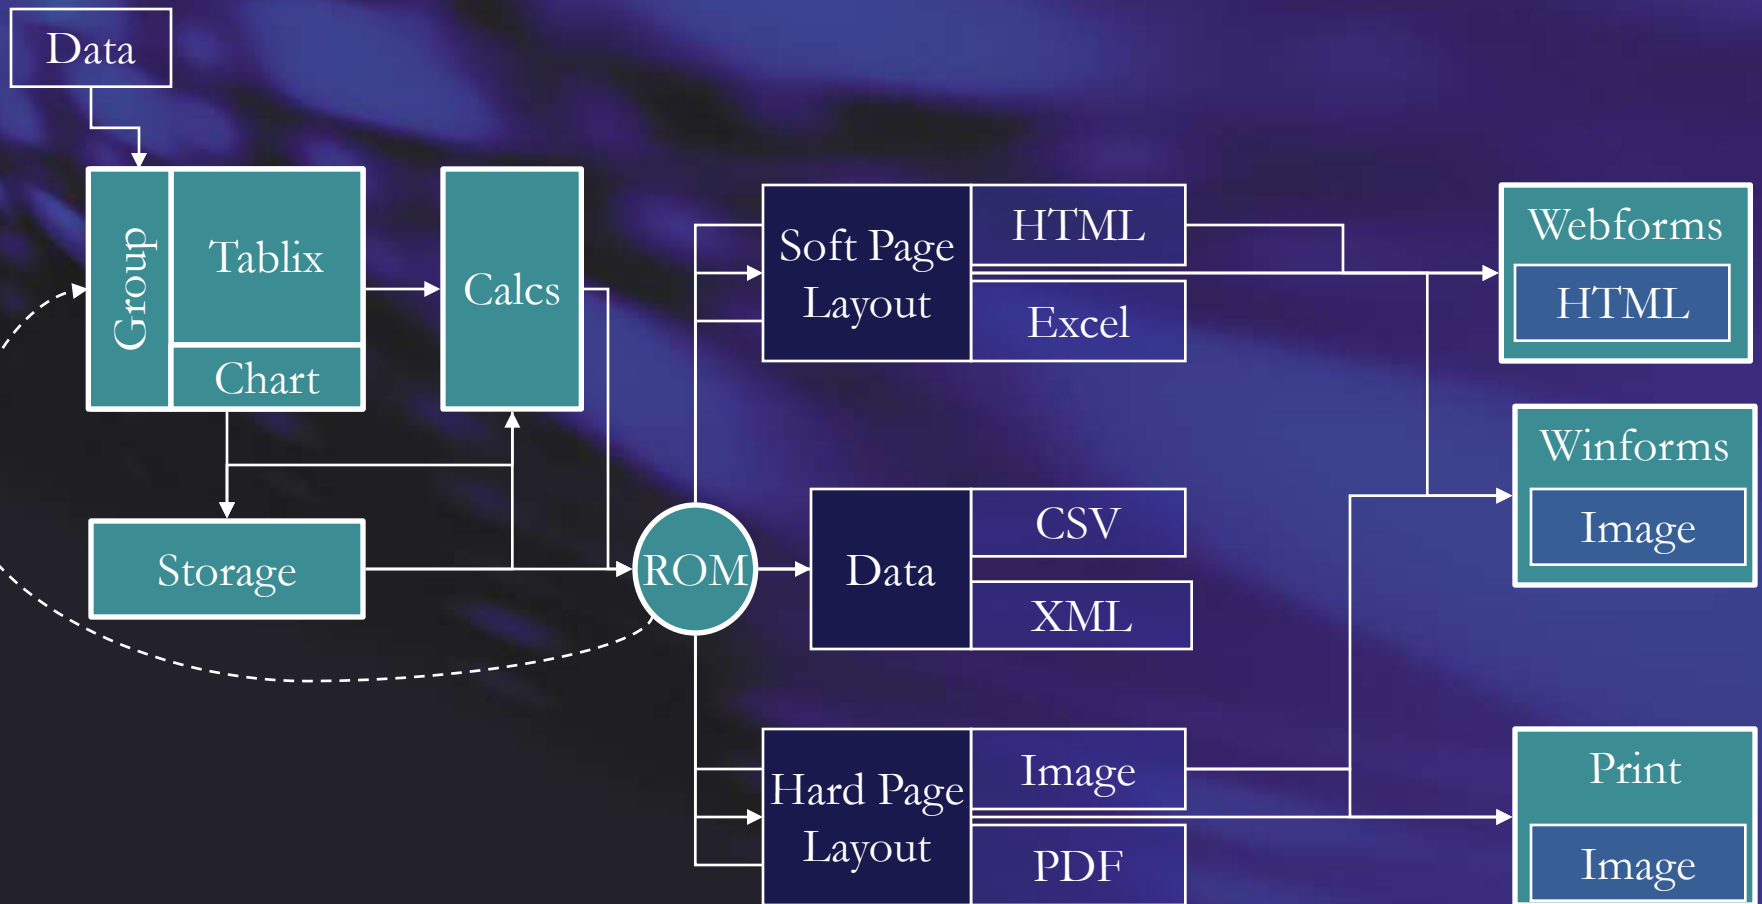 Data
Group
Tablix
Chart
Calcs
Storage
ROM
Soft Page
Layout
HTML
Excel
Data
CSV
XML
Hard Page
Layout
Image
PDF
Webforms
HTML
Winforms
Image
Print
Image